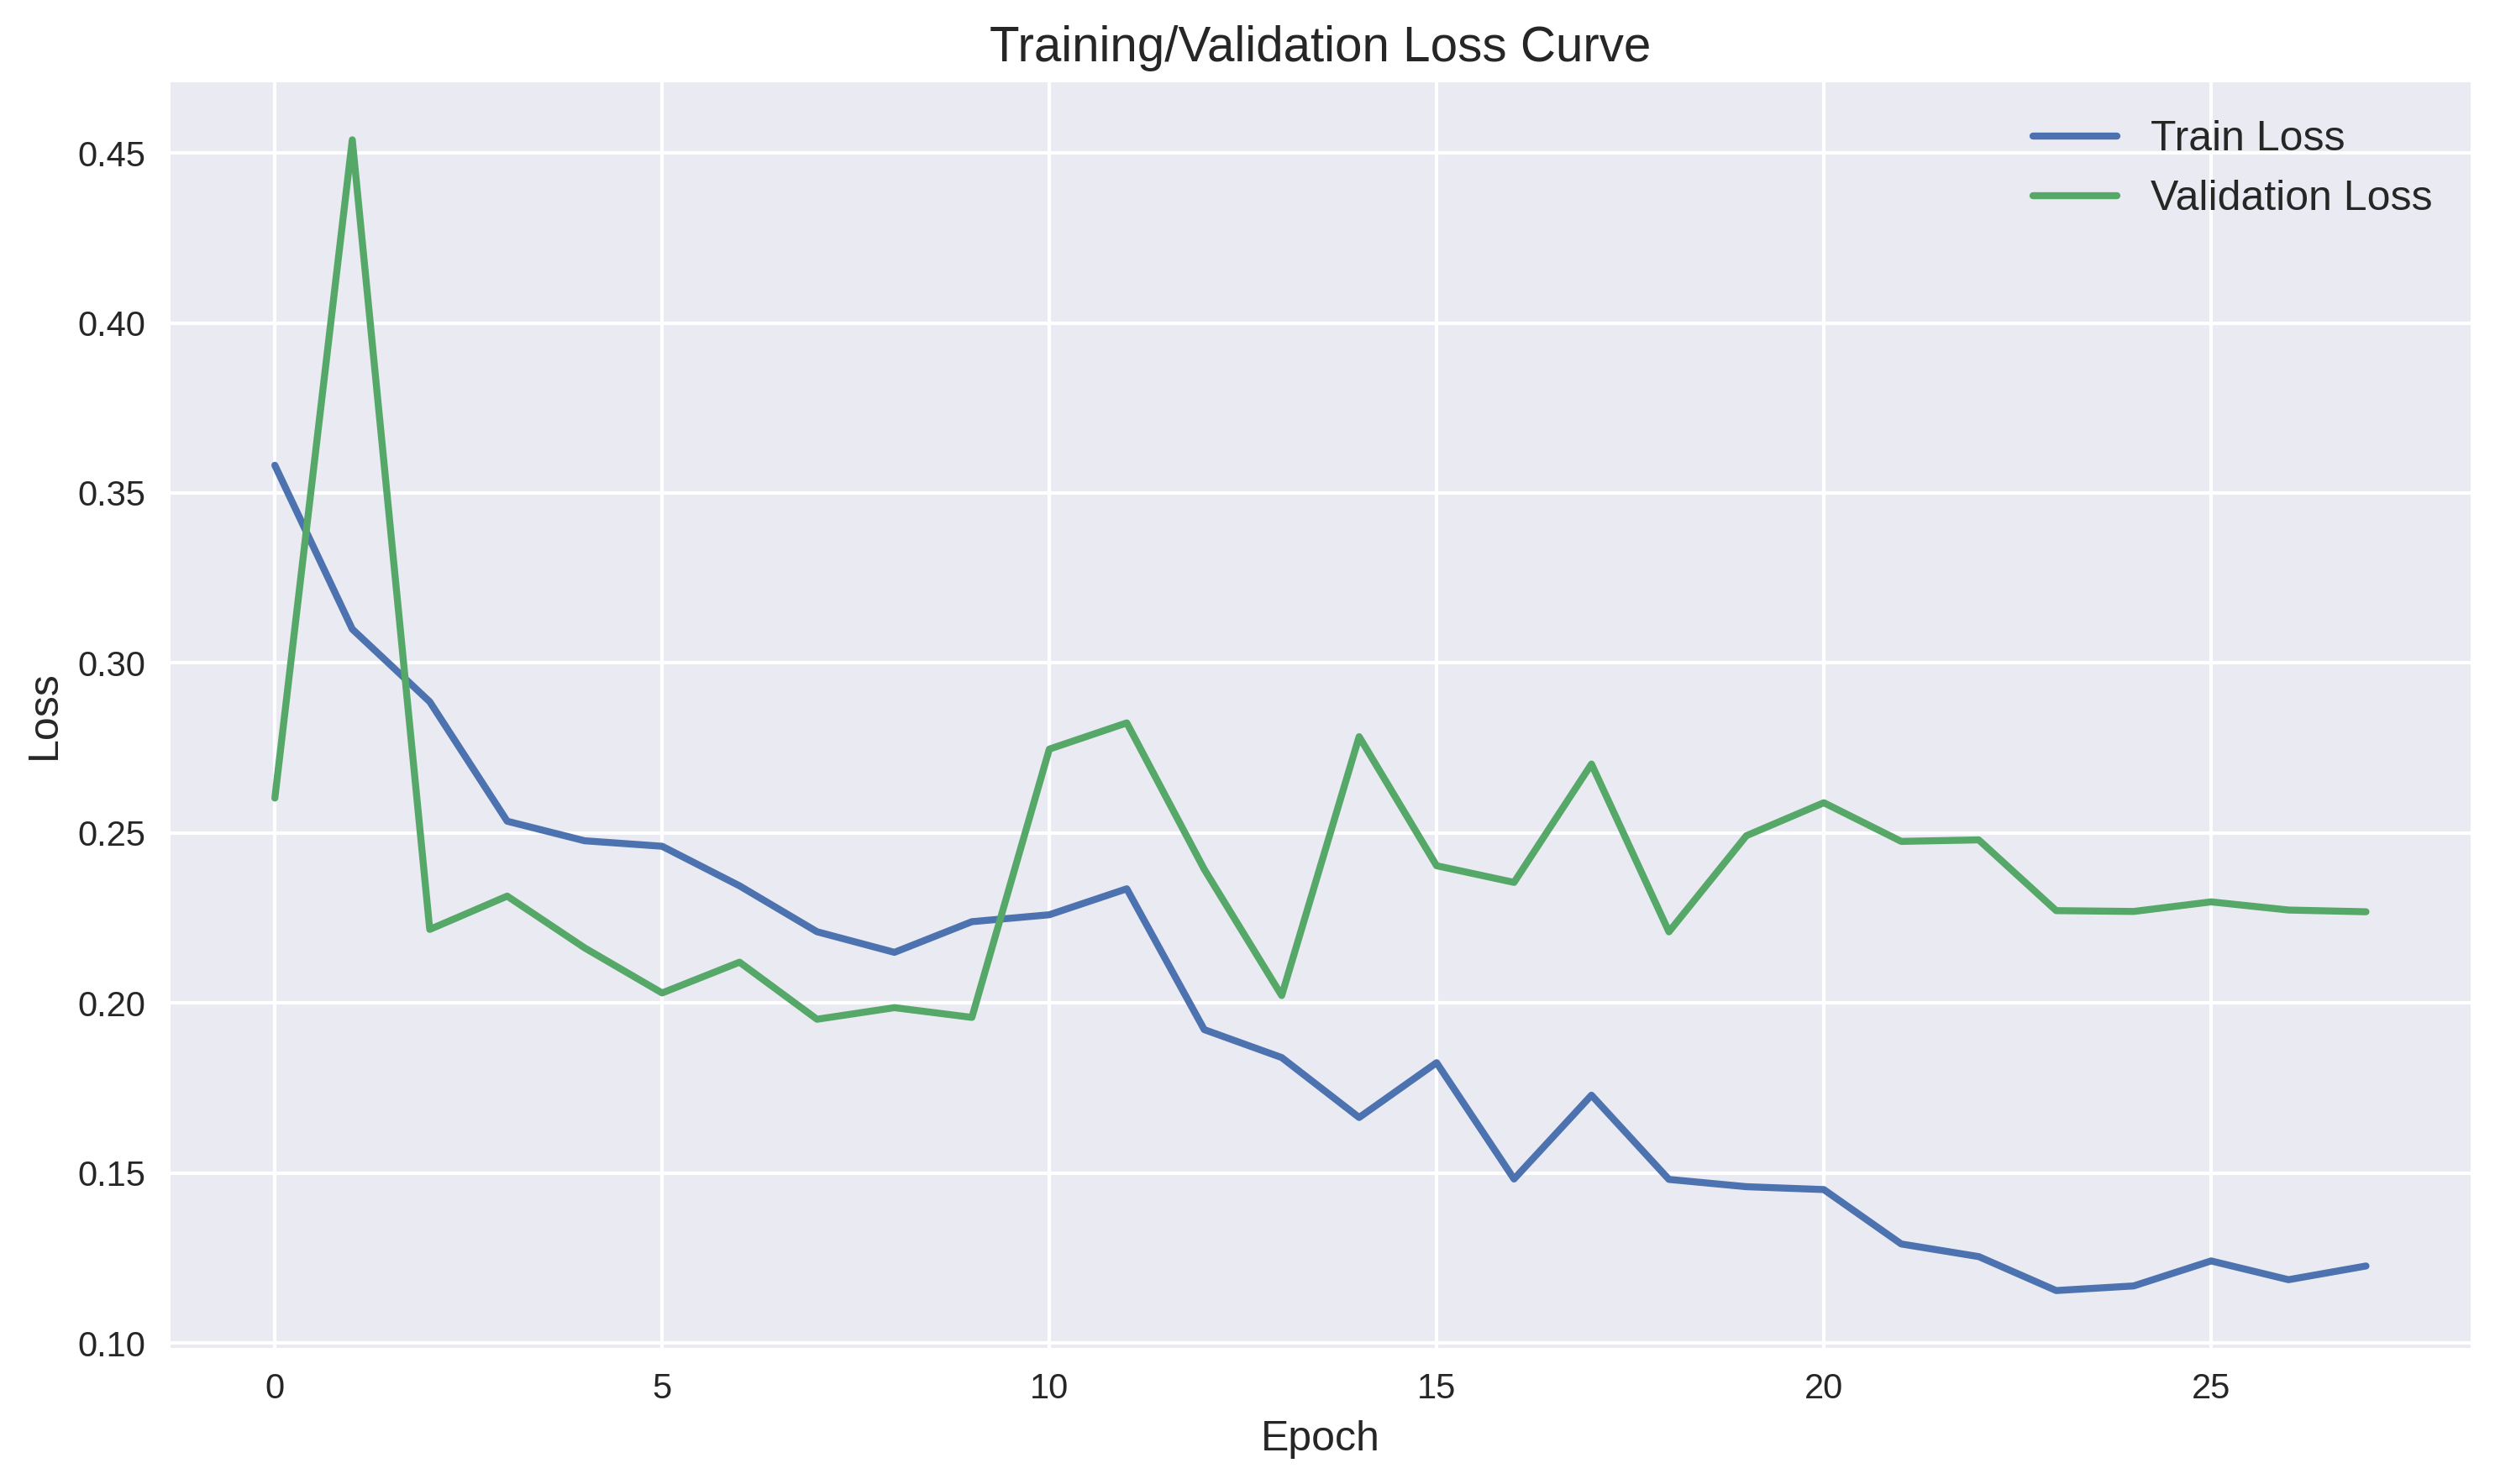 Training/Validation Loss Curve
Train Loss
Validation Loss
0.45
0.40
0.35
0.30
0.25
0.20
0.15
0.10
Loss
0 5 10 15 20 25
Epoch